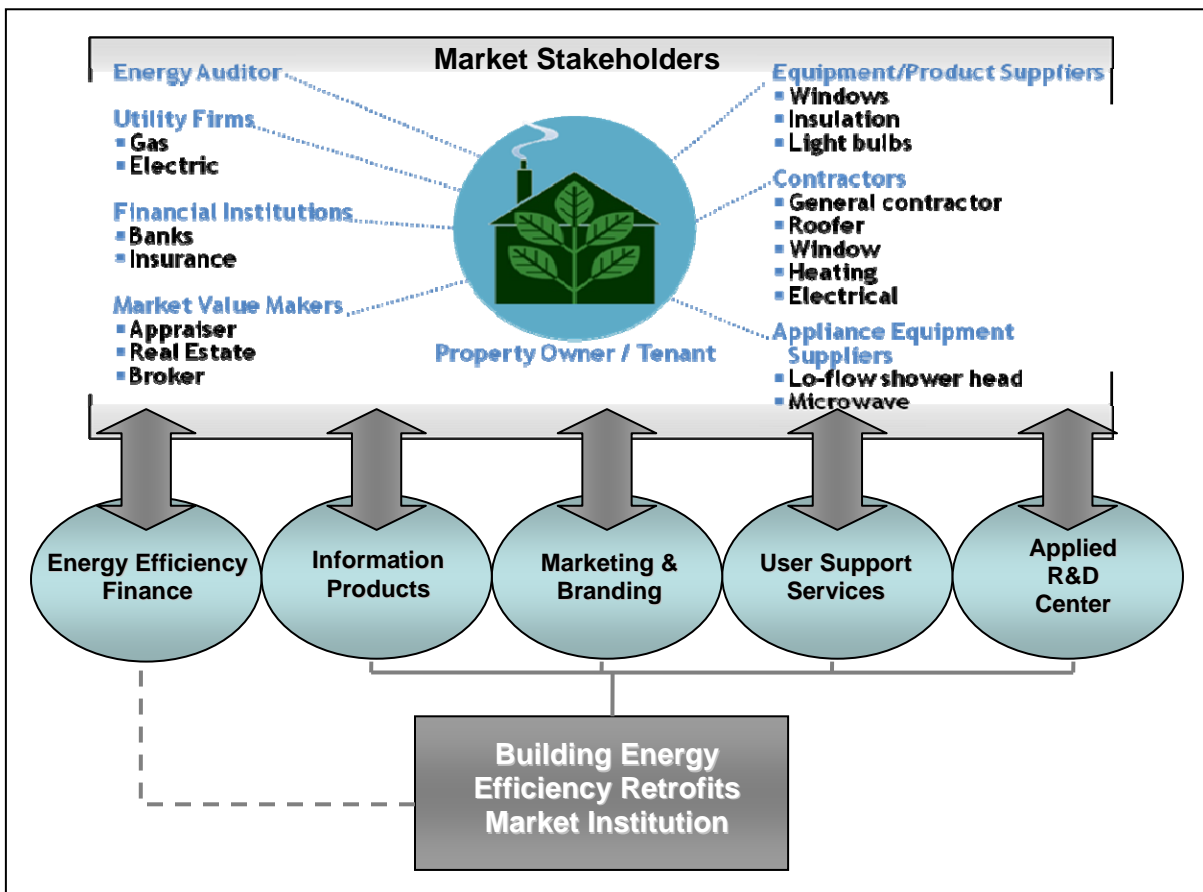 Market Stakeholders
Energy Auditor
Utility Firms
▪ Gas
▪ Electric
Financial Institutions
▪ Banks
▪ Insurance
Market Value Makers
▪ Appraiser
▪ Real Estate
▪ Broker
Property Owner / Tenant
Equipment/Product Suppliers
▪ Windows
▪ Insulation
▪ Light bulbs
Contractors
▪ General contractor
▪ Roofer
▪ Window
▪ Heating
▪ Electrical
Appliance Equipment
Suppliers
▪ Lo-flow shower head
▪ Microwave
Energy Efficiency
Finance
Information
Products
Marketing &
Branding
User Support
Services
Applied
R&D
Center
Building Energy
Efficiency Retrofits
Market Institution